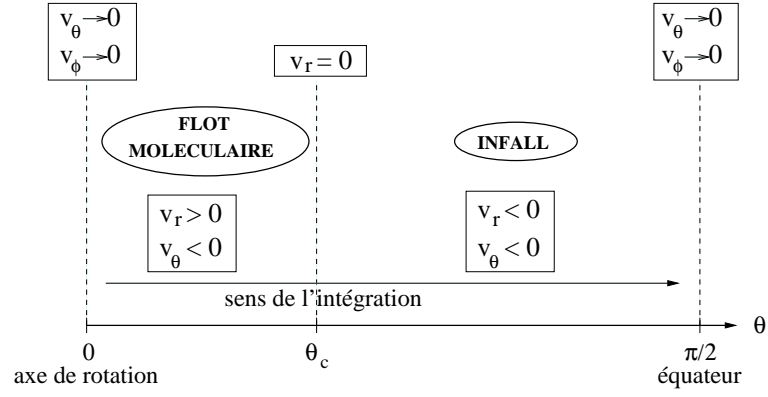 v_θ → 0
v_ϕ → 0
v_r = 0
v_θ → 0
v_ϕ → 0
FLOT
MOLECULAIRE
INFALL
v_r > 0
v_θ < 0
v_r < 0
v_θ < 0
sens de l'intégration
θ
0
θ_c
π/2
axe de rotation
équateur